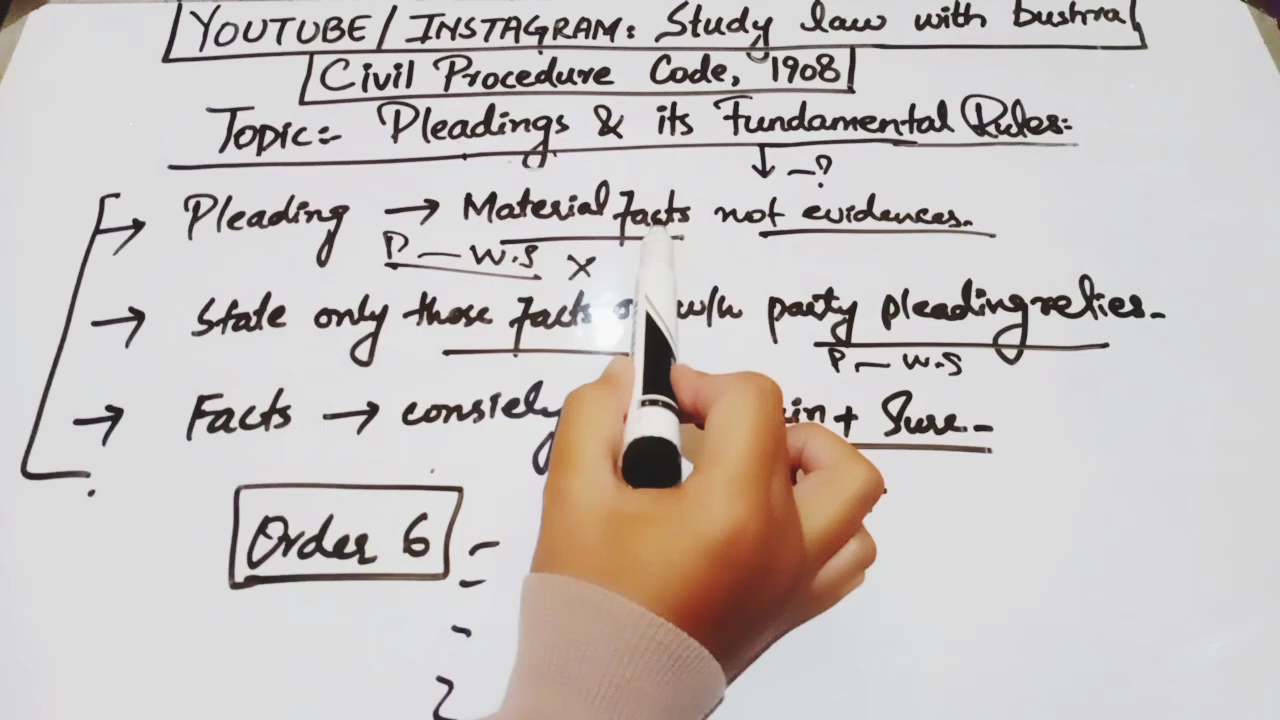 YOUTUBE/INSTAGRAM: Study law with bushra
Civil Procedure Code, 1908
Topic:- Pleadings & its Fundamental Rules:-
↓ -?
→ Pleading → Material facts not evidences.
P - W.S X
→ State only those facts w/h party pleading relies.-
P - W.S
→ Facts → consicely + Sure.-
Order 6